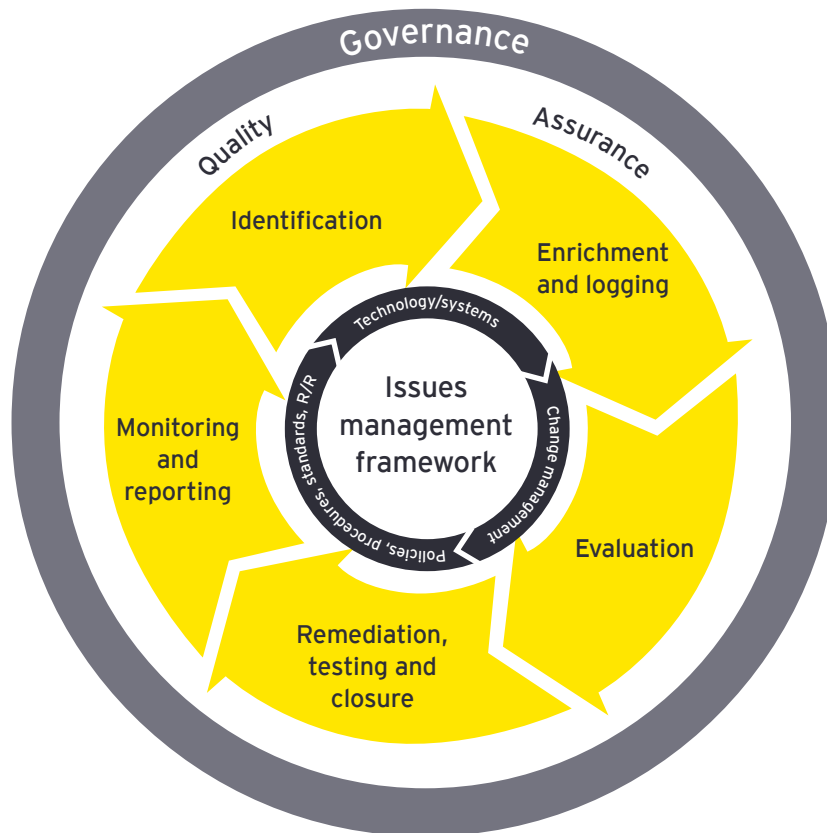 Governance
Quality
Assurance
Identification
Enrichment
and logging
Technology/systems
Issues
management
framework
Change management
Monitoring
and
reporting
Policies, procedures, standards, R/R
Evaluation
Remediation,
testing and
closure